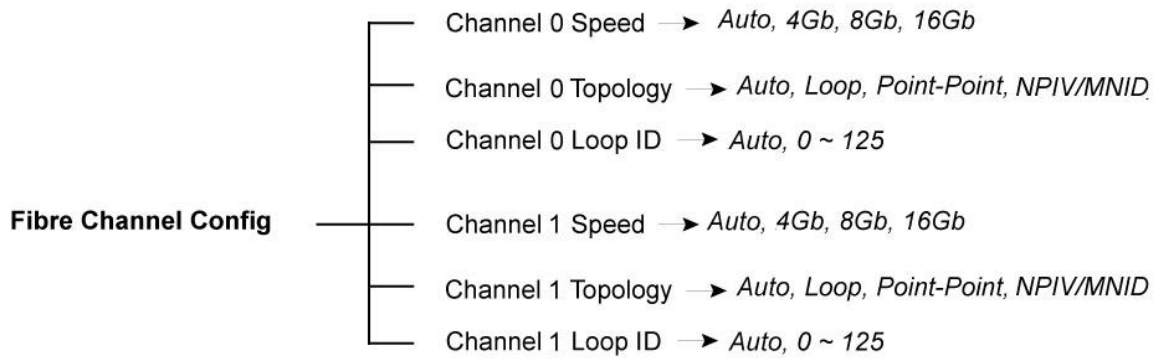 Channel 0 Speed → Auto, 4Gb, 8Gb, 16Gb
Channel 0 Topology → Auto, Loop, Point-Point, NPIV/MNID
Channel 0 Loop ID → Auto, 0 ~ 125
Fibre Channel Config
Channel 1 Speed → Auto, 4Gb, 8Gb, 16Gb
Channel 1 Topology → Auto, Loop, Point-Point, NPIV/MNID
Channel 1 Loop ID → Auto, 0 ~ 125